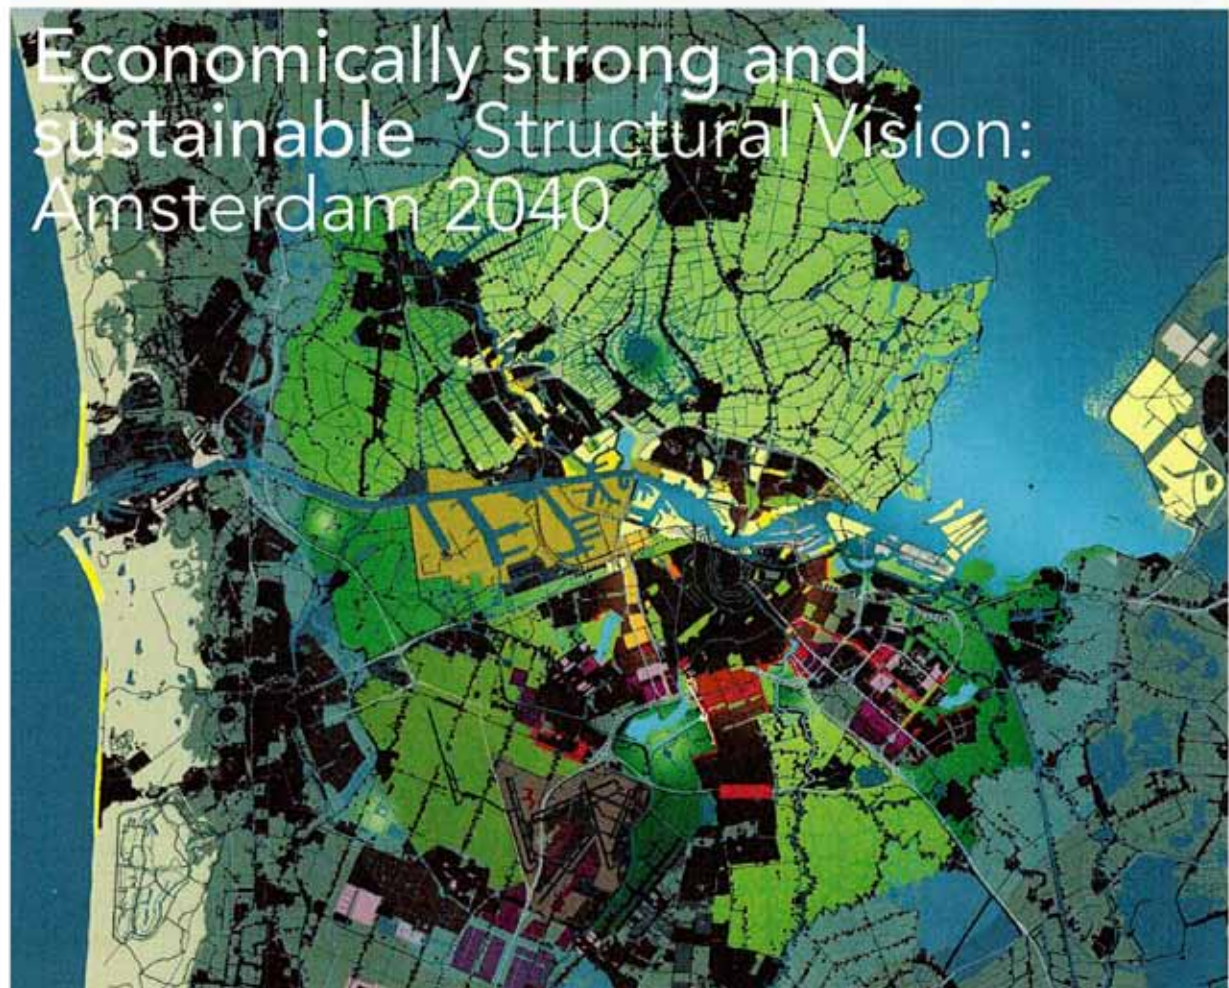 Economically strong and
sustainable Structural Vision:
Amsterdam 2040